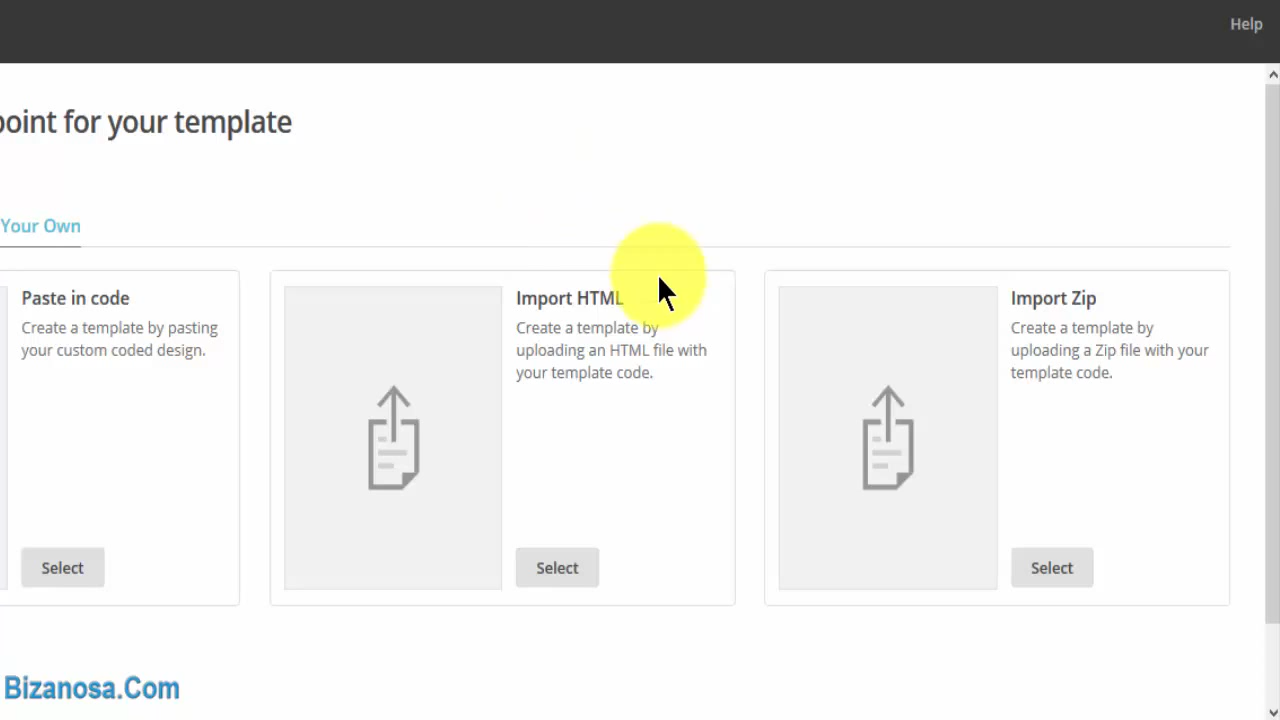 Help
point for your template
Your Own
Paste in code
Create a template by pasting
your custom coded design.
Select
Import HTML
Create a template by
uploading an HTML file with
your template code.
Select
Import Zip
Create a template by
uploading a Zip file with your
template code.
Select
Bizanosa.Com